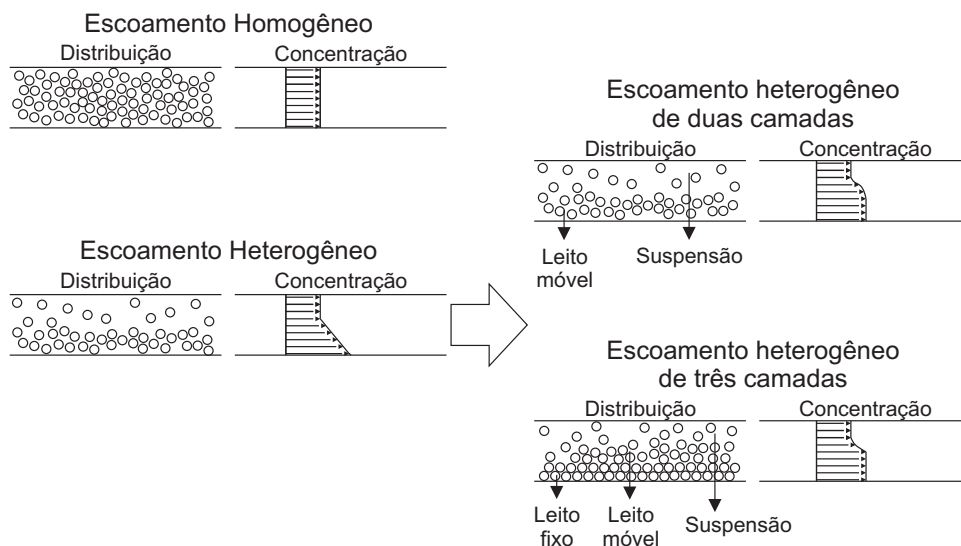 Escoamento Homogêneo
Distribuição
Concentração
Escoamento Heterogêneo
Distribuição
Concentração
Escoamento heterogêneo
de duas camadas
Distribuição
Concentração
Leito
móvel
Suspensão
Escoamento heterogêneo
de três camadas
Distribuição
Concentração
Leito
fixo
Leito
móvel
Suspensão